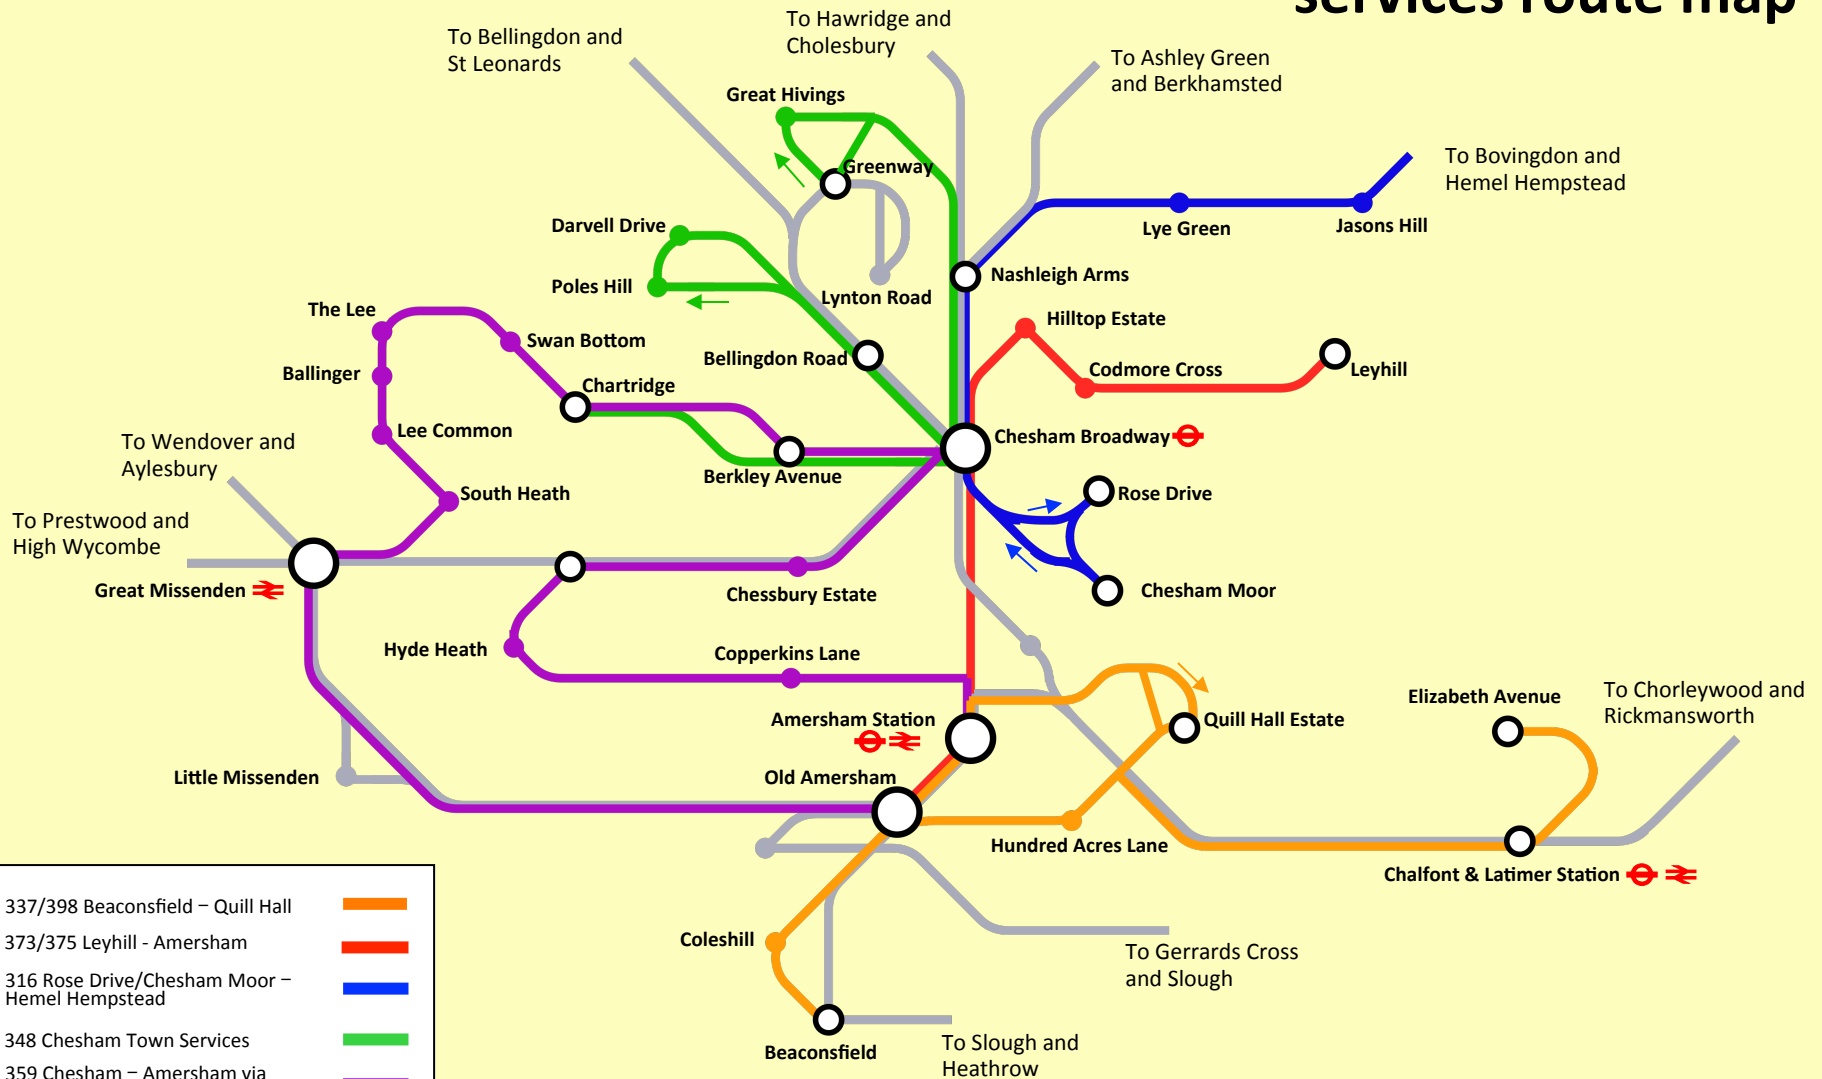 services route map
To Hawridge and
Cholesbury
To Bellingdon and
St Leonards
To Ashley Green
and Berkhamsted
Great Hivings
To Bovingdon and
Hemel Hempstead
Greenway
Darvell Drive
Lye Green
Jasons Hill
Nashleigh Arms
Poles Hill
Lynton Road
The Lee
Hilltop Estate
Swan Bottom
Bellingdon Road
Codmore Cross
Leyhill
Ballinger
Chartridge
Lee Common
Chesham Broadway
To Wendover and
Aylesbury
Berkley Avenue
South Heath
Rose Drive
To Prestwood and
High Wycombe
Great Missenden
Chessbury Estate
Chesham Moor
Hyde Heath
Copperkins Lane
Elizabeth Avenue
To Chorleywood and
Rickmansworth
Amersham Station
Quill Hall Estate
Little Missenden
Old Amersham
Hundred Acres Lane
Chalfont & Latimer Station
337/398 Beaconsfield – Quill Hall
373/375 Leyhill - Amersham
316 Rose Drive/Chesham Moor –
Hemel Hempstead
348 Chesham Town Services
359 Chesham – Amersham via
Coleshill
To Gerrards Cross
and Slough
Beaconsfield
To Slough and
Heathrow